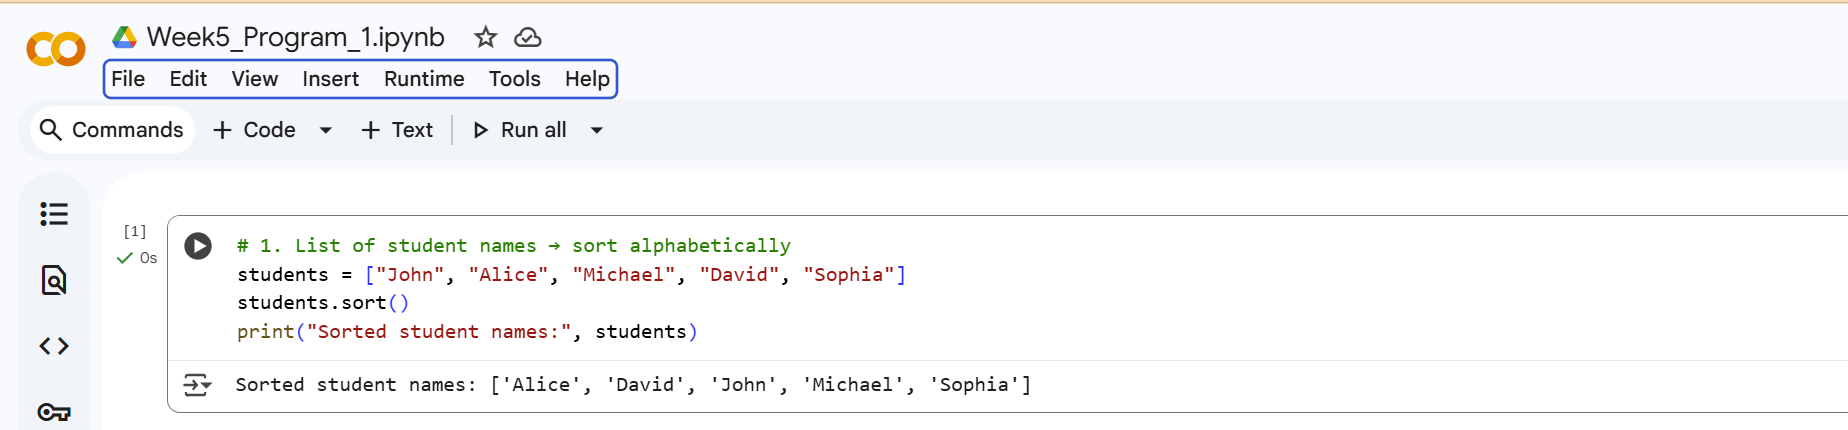 Week5_Program_1.ipynb
File Edit View Insert Runtime Tools Help
Commands + Code + Text Run all
[1]
0s
# 1. List of student names → sort alphabetically
students = ["John", "Alice", "Michael", "David", "Sophia"]
students.sort()
print("Sorted student names:", students)
Sorted student names: ['Alice', 'David', 'John', 'Michael', 'Sophia']